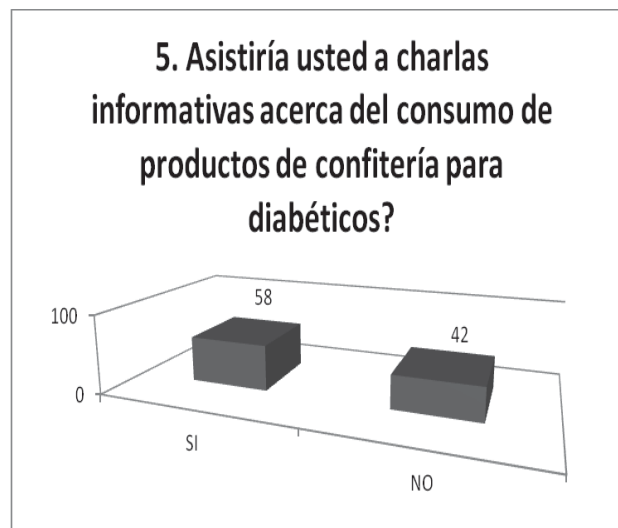 5. Asistiría usted a charlas
informativas acerca del consumo de
productos de confitería para
diabéticos?
58
42
100
0
SI
NO